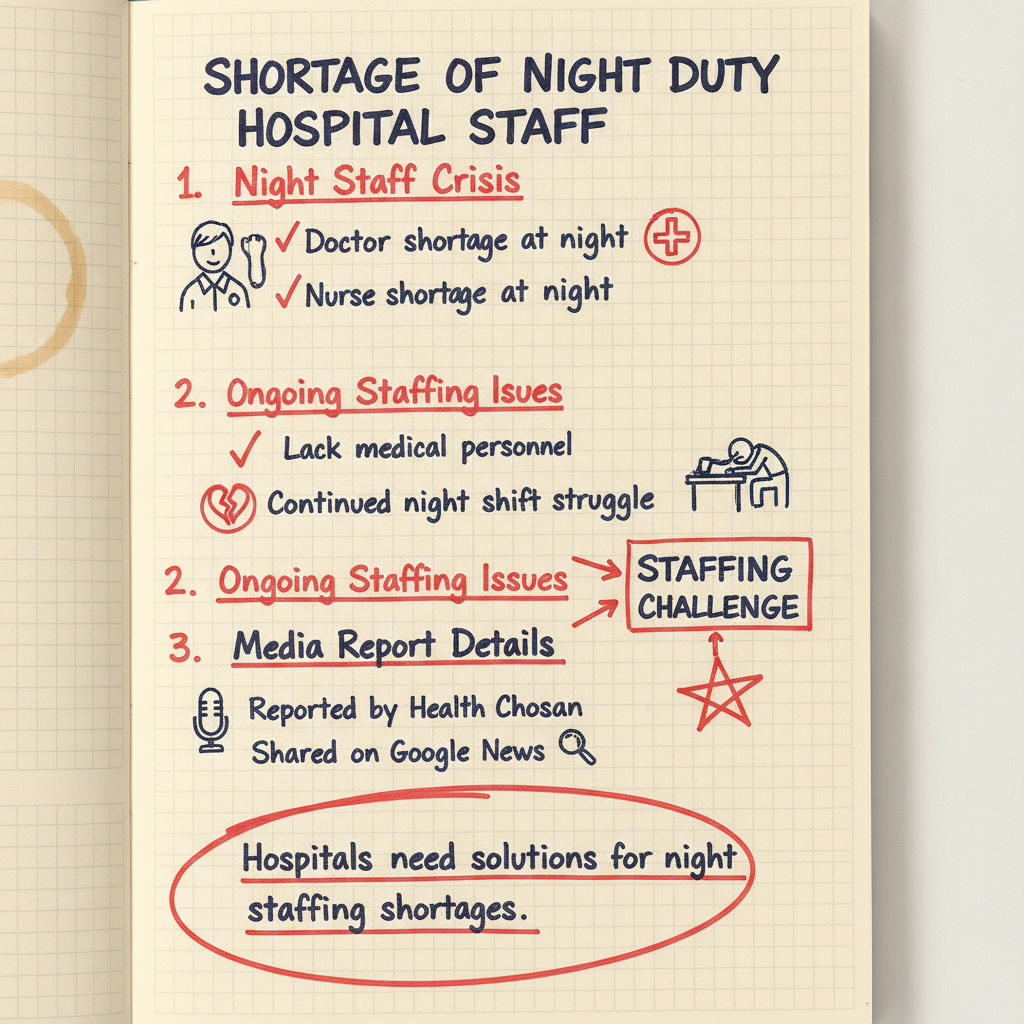 SHORTAGE OF NIGHT DUTY
HOSPITAL STAFF
1. Night Staff Crisis
Doctor shortage at night
Nurse shortage at night
2. Ongoing Staffing Isues
Lack medical personnel
Continued night shift struggle
2. Ongoing Staffing Issues
STAFFING
CHALLENGE
3. Media Report Details
Reported by Health Chosan
Shared on Google News
Hospitals need solutions for night
staffing shortages.